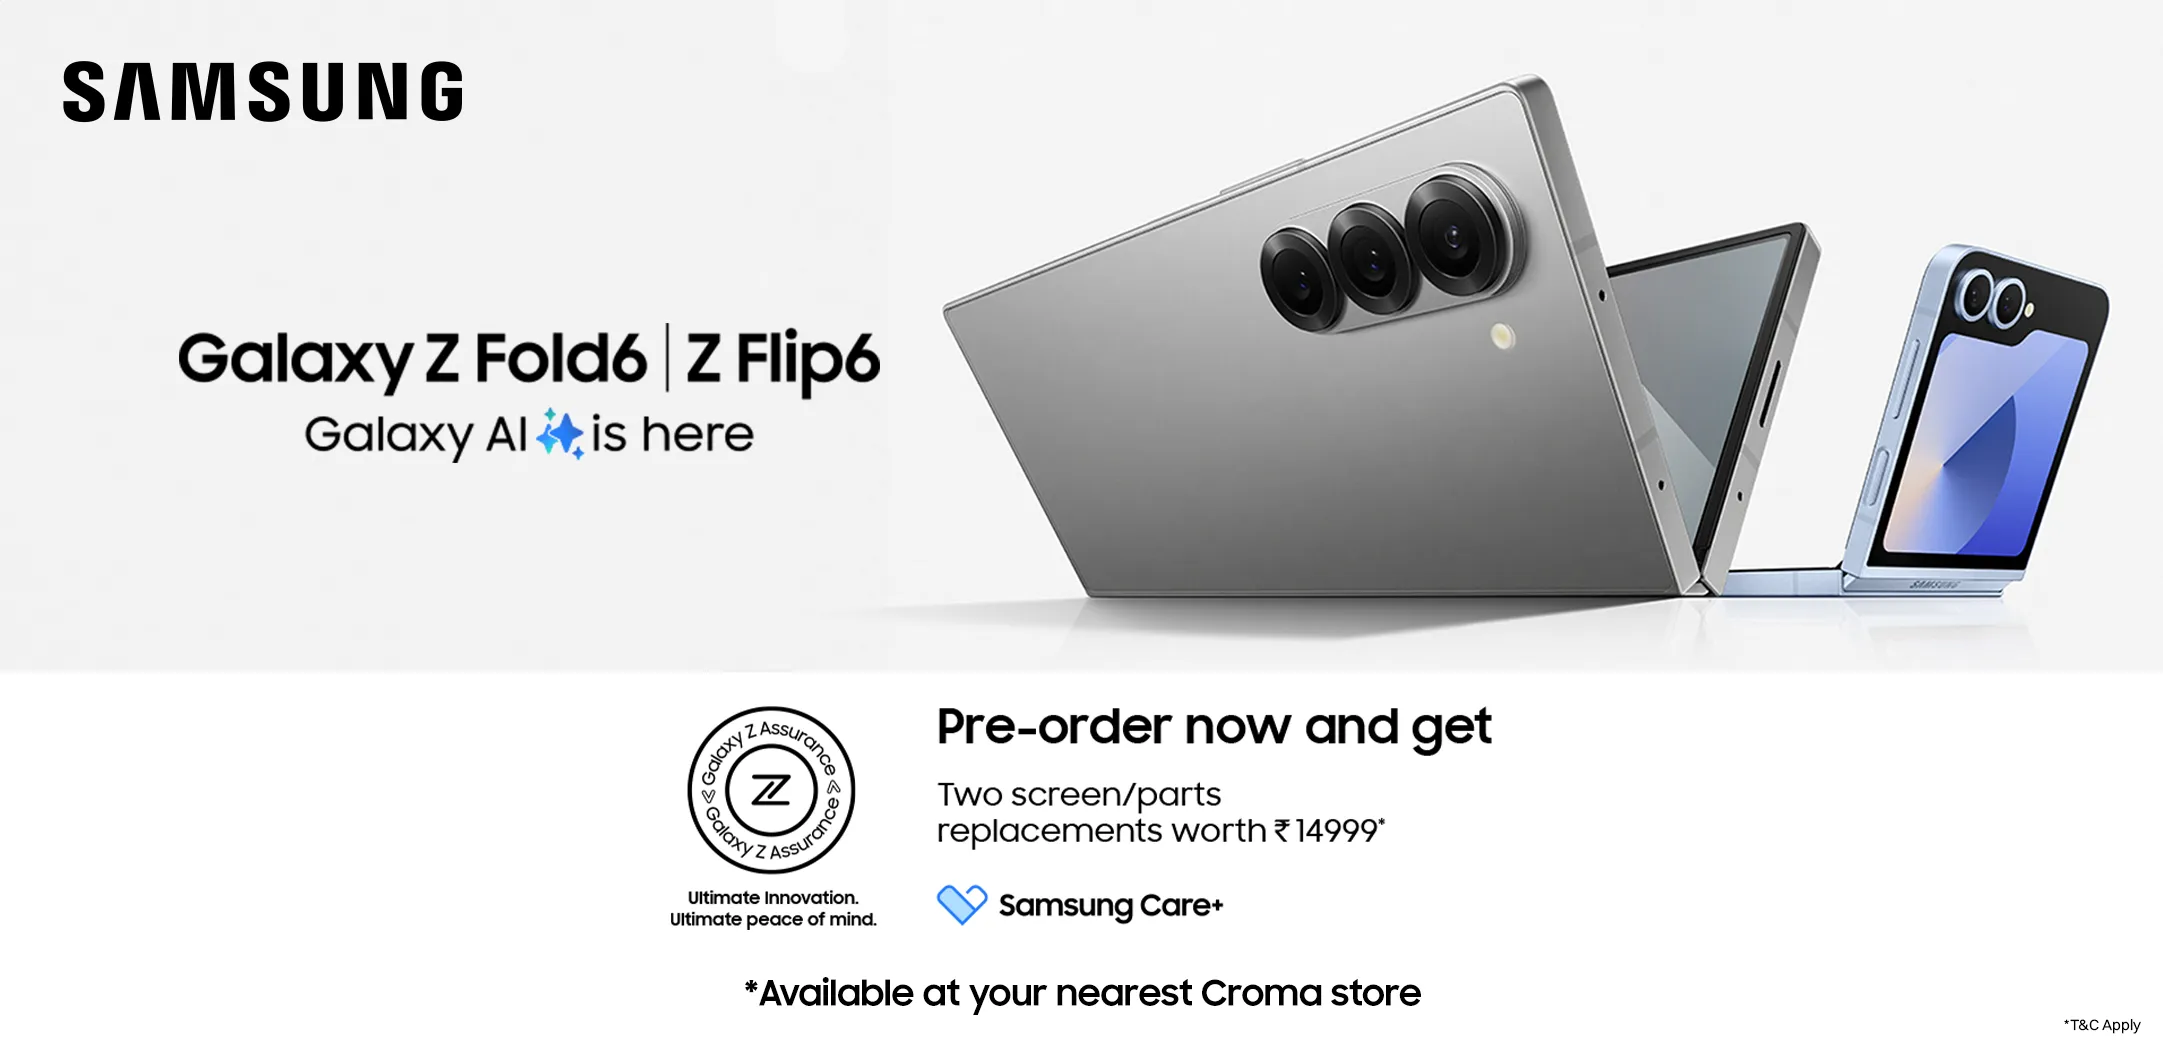 SAMSUNG
Galaxy Z Fold6 | Z Flip6
Galaxy AI is here
SAMSUNG
Galaxy Z Assurance
Galaxy Z Assurance
Z
Ultimate Innovation.
Ultimate peace of mind.
Pre-order now and get
Two screen/parts
replacements worth ₹14999*
Samsung Care+
*Available at your nearest Croma store
*T&C Apply